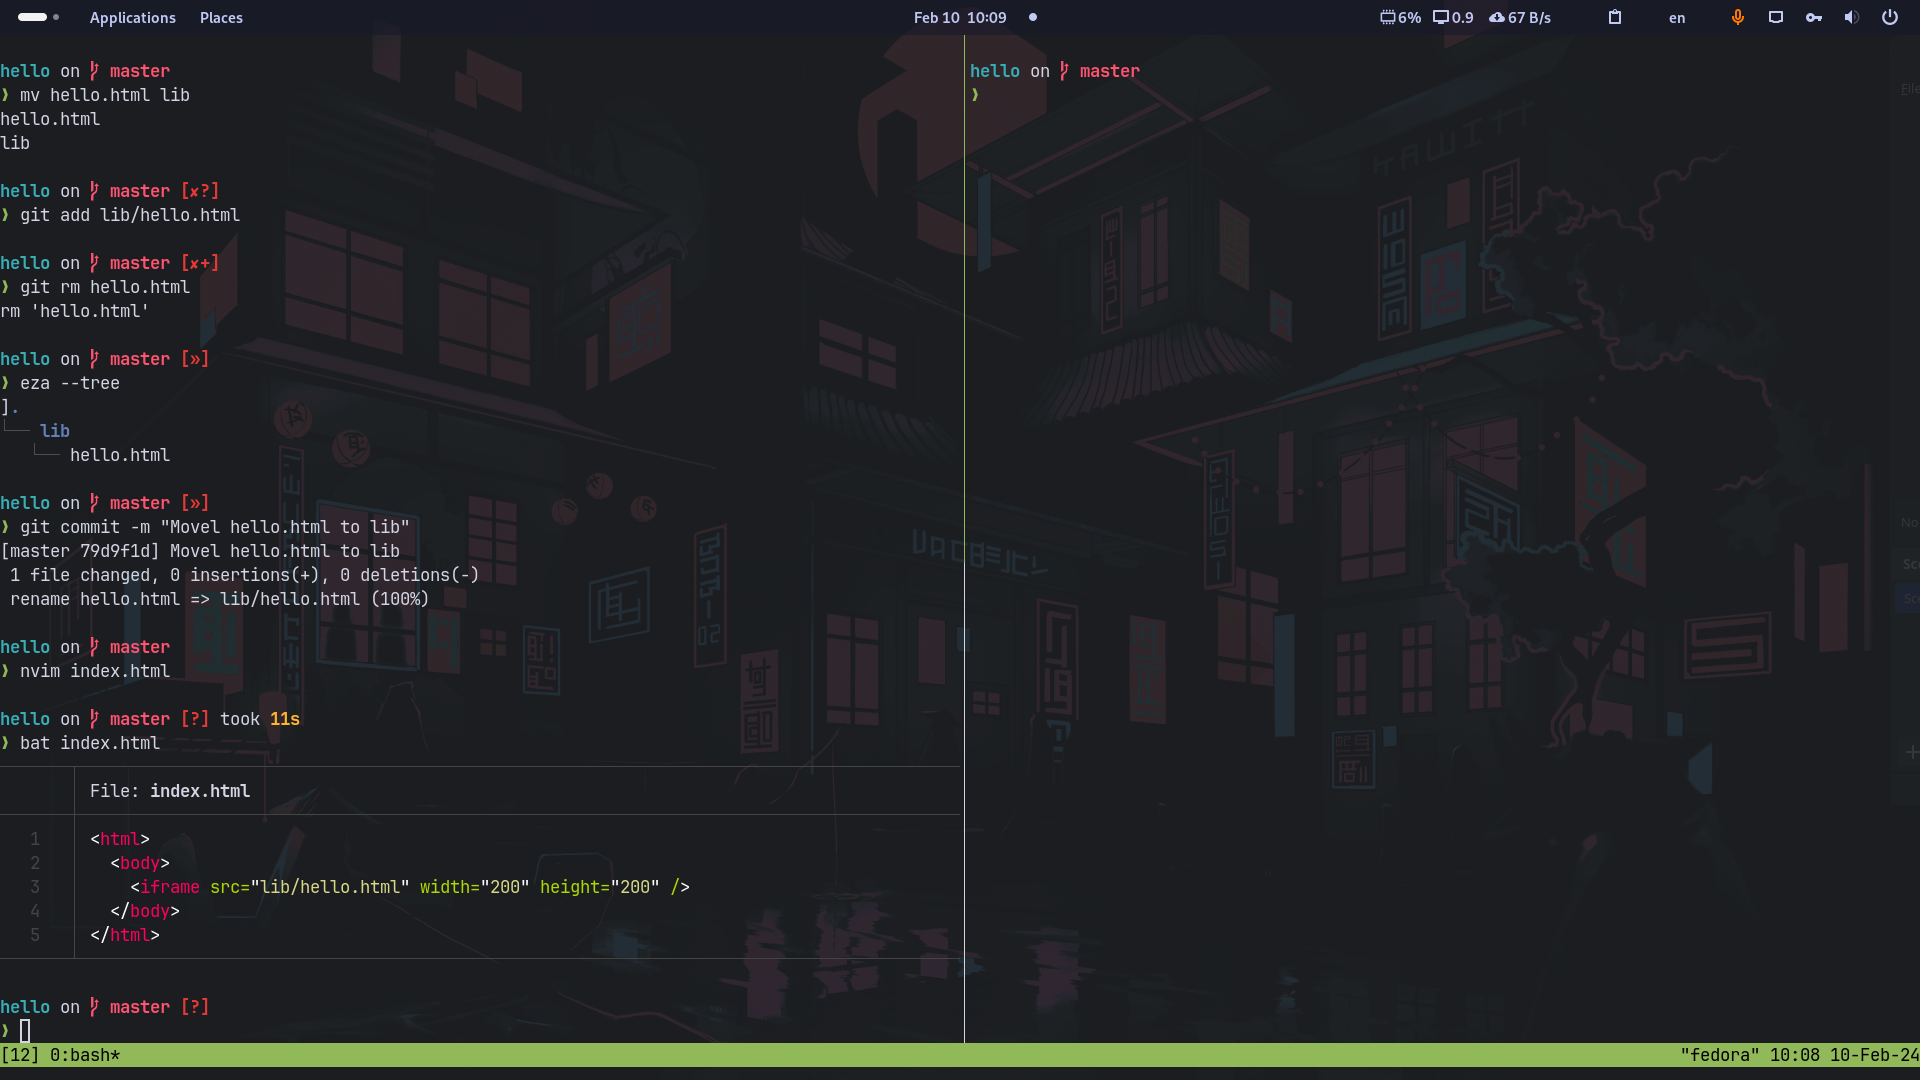 Applications Places Feb 10 10:09 6% 0.9 67 B/s en
hello on master
❯ mv hello.html lib
hello.html
lib
hello on master [✘?]
❯ git add lib/hello.html
hello on master [✘+]
❯ git rm hello.html
rm 'hello.html'
hello on master [»]
❯ eza --tree
].
└── lib
    └── hello.html
hello on master [»]
❯ git commit -m "Movel hello.html to lib"
[master 79d9f1d] Movel hello.html to lib
 1 file changed, 0 insertions(+), 0 deletions(-)
 rename hello.html => lib/hello.html (100%)
hello on master
❯ nvim index.html
hello on master [?] took 11s
❯ bat index.html
File: index.html
1 <html>
2   <body>
3     <iframe src="lib/hello.html" width="200" height="200" />
4   </body>
5 </html>
hello on master [?]
❯
hello on master
❯
File
[12] 0:bash* "fedora" 10:08 10-Feb-24